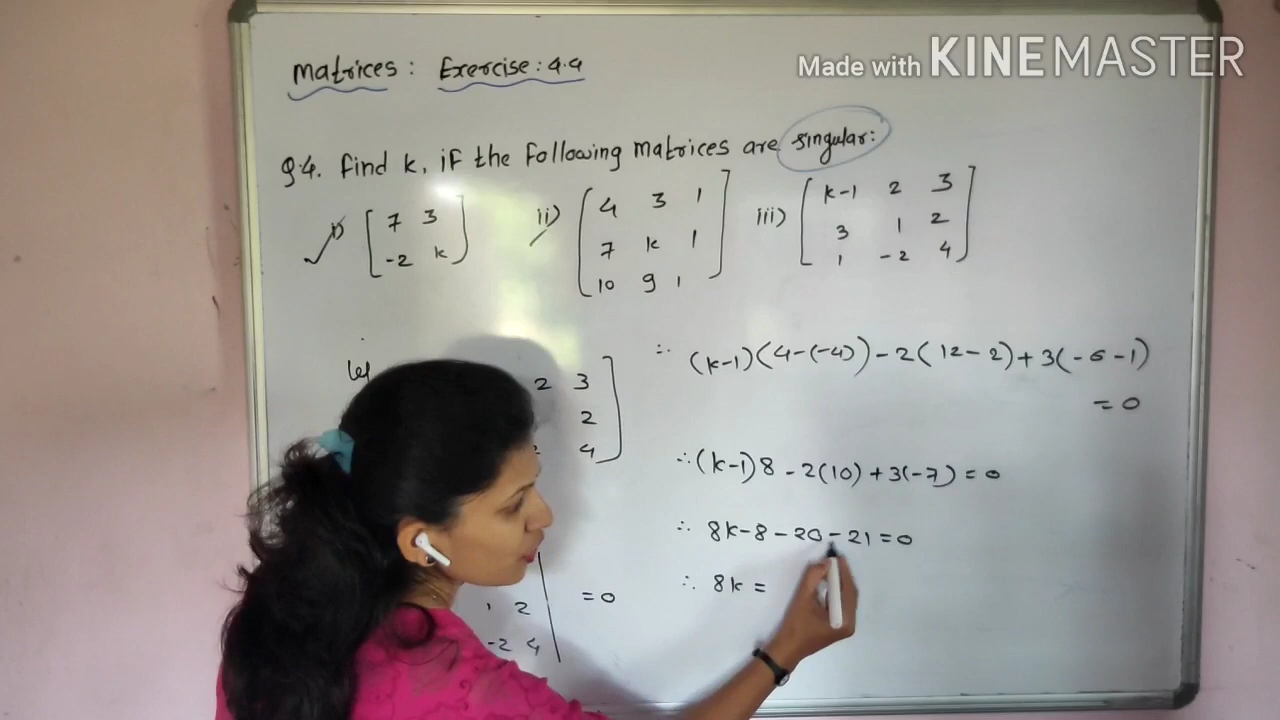 Made with KINEMASTER
Matrices : Exercise : 4.4
Q.4. Find k, if the following matrices are singular:
i) [ 7 3 ii) [ 4 3 1 iii) [ k-1 2 3
-2 k ] 7 k 1 3 1 2
10 9 1 ] 1 -2 4 ]
let
2 3
2
4 ]
1 2 = 0
-2 4
∴ (k-1)(4-(-4)) - 2(12-2) + 3(-6-1)
= 0
∴ (k-1)8 - 2(10) + 3(-7) = 0
∴ 8k - 8 - 20 - 21 = 0
∴ 8k =